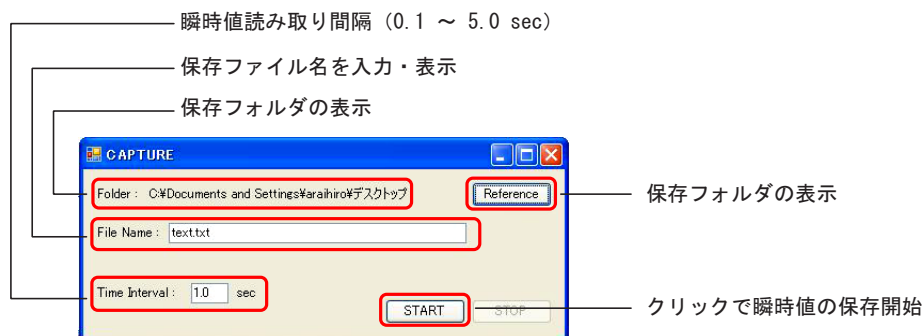 瞬時値読み取り間隔 (0.1 ～ 5.0 sec)
保存ファイル名を入力・表示
保存フォルダの表示
CAPTURE
Folder : C:¥Documents and Settings¥araihiro¥デスクトップ
Reference
保存フォルダの表示
File Name : text.txt
Time Interval : 1.0 sec
START
STOP
クリックで瞬時値の保存開始